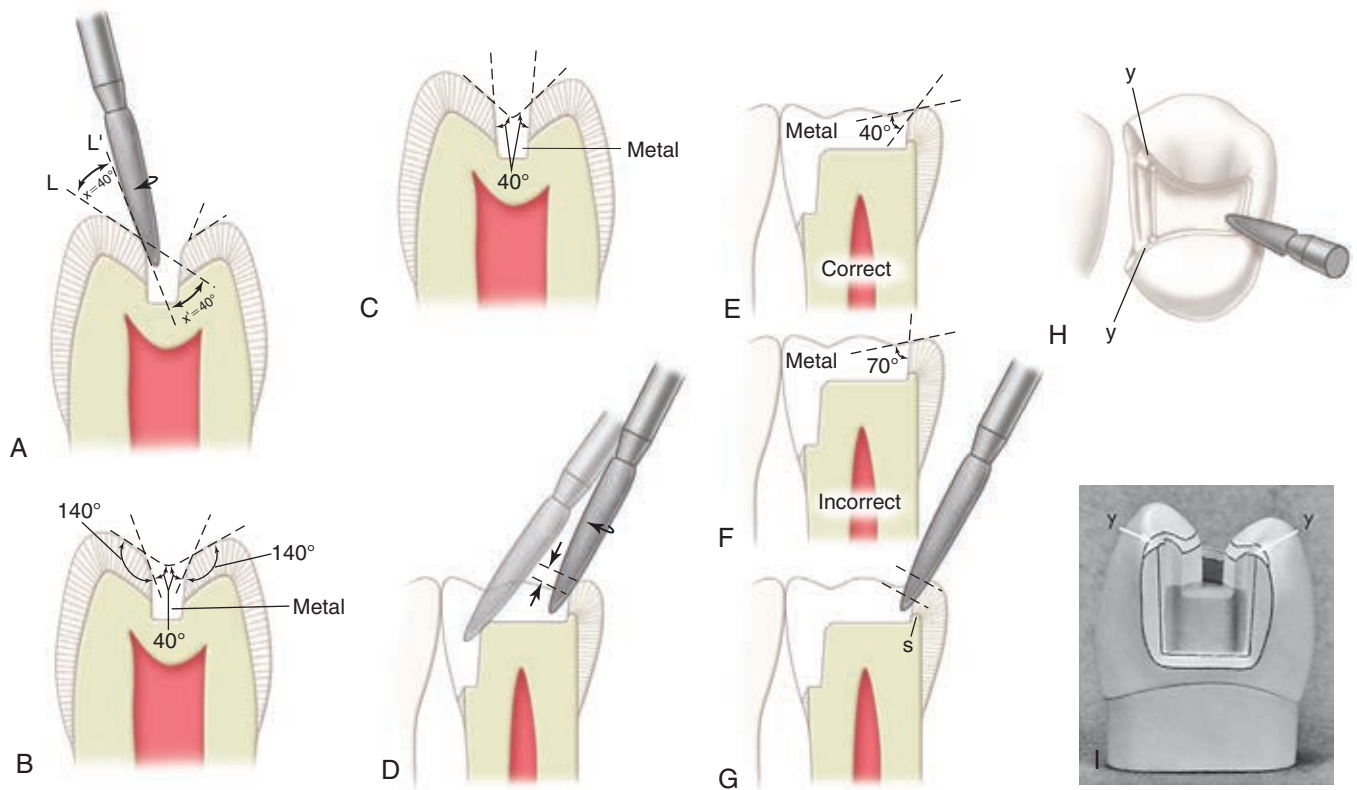 L'
L
x=40°
x'=40°
A
140°
140°
Metal
40°
B
Metal
40°
C
D
Metal
40°
Correct
E
Metal
70°
Incorrect
F
s
G
y
y
H
y
y
I